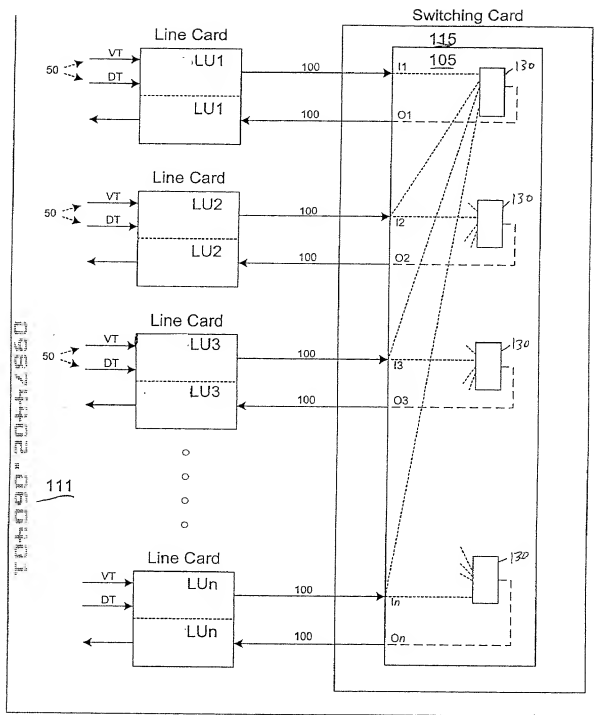 Switching Card
115
105
Line Card
50
VT
DT
LU1
LU1
100
100
I1
O1
130
Line Card
50
VT
DT
LU2
LU2
100
100
I2
O2
130
Line Card
50
VT
DT
LU3
LU3
100
100
I3
O3
130
111
Line Card
VT
DT
LUn
LUn
100
100
In
On
130